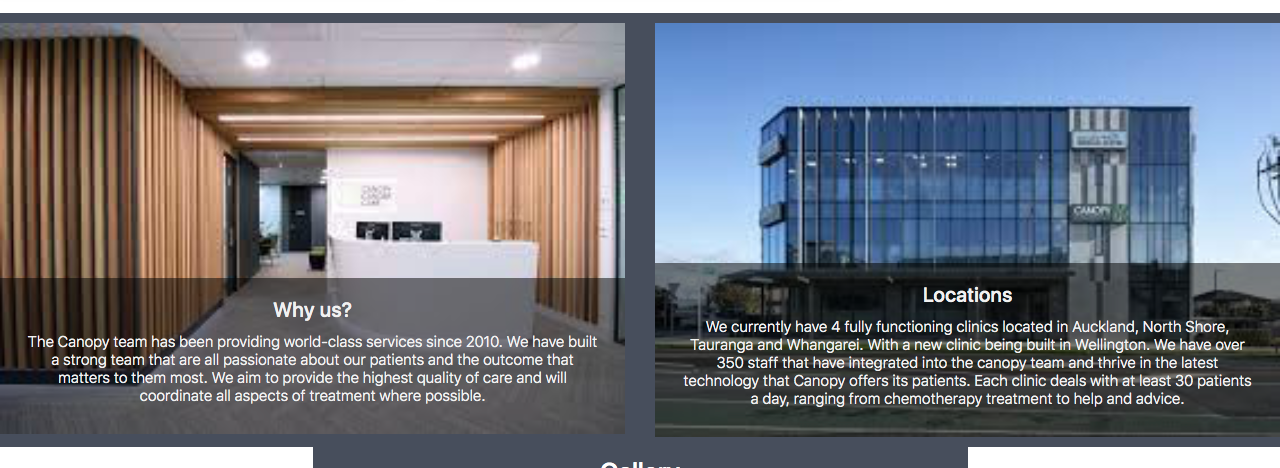 CANOPY
CANCER
CARE
Why us?
The Canopy team has been providing world-class services since 2010. We have built
a strong team that are all passionate about our patients and the outcome that
matters to them most. We aim to provide the highest quality of care and will
coordinate all aspects of treatment where possible.
CANOPY
Locations
We currently have 4 fully functioning clinics located in Auckland, North Shore,
Tauranga and Whangarei. With a new clinic being built in Wellington. We have over
350 staff that have integrated into the canopy team and thrive in the latest
technology that Canopy offers its patients. Each clinic deals with at least 30 patients
a day, ranging from chemotherapy treatment to help and advice.
Gallery